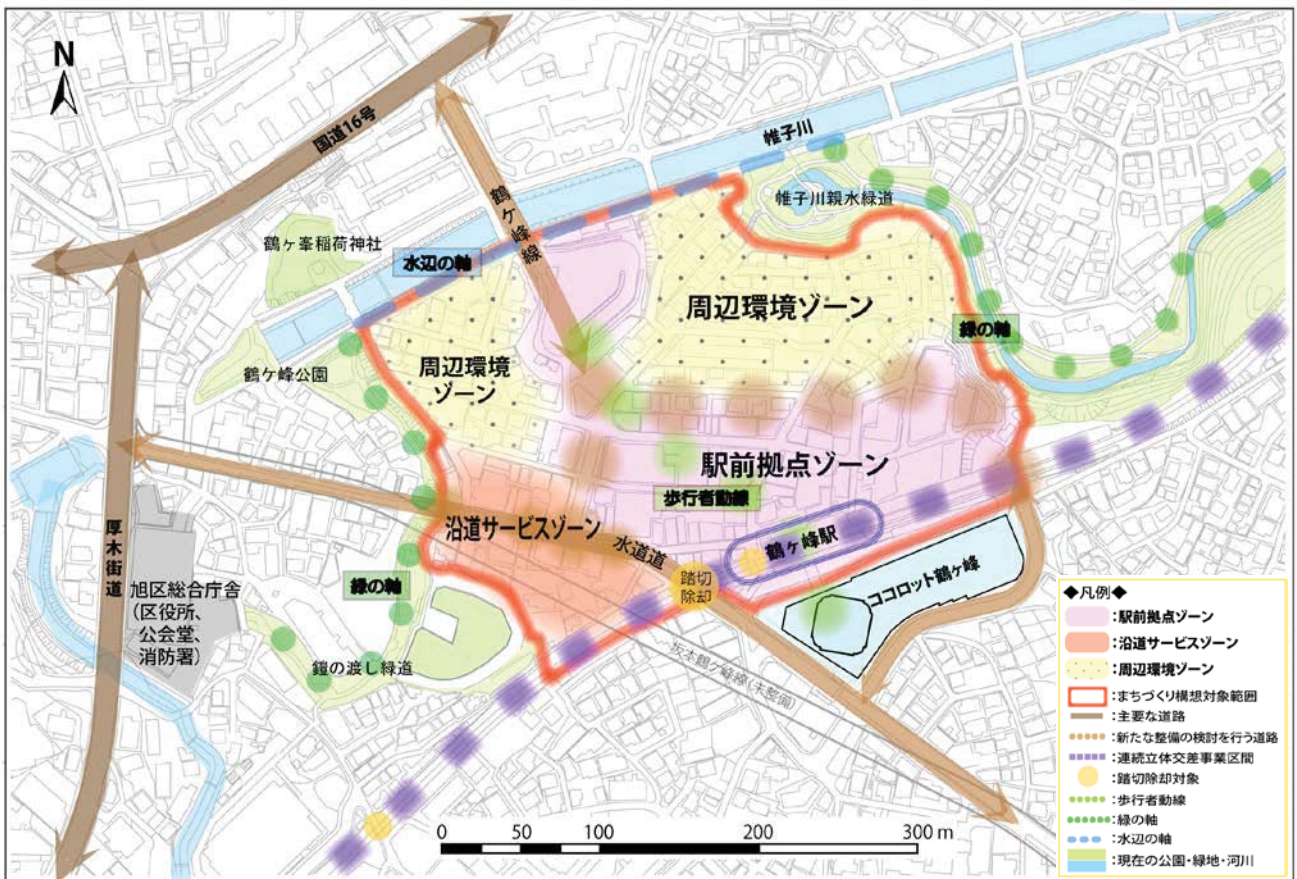 N
国道16号
帷子川
鶴ヶ峰線
帷子川親水緑道
鶴ヶ峯稲荷神社
水辺の軸
周辺環境ゾーン
緑の軸
周辺環境
ゾーン
鶴ケ峰公園
駅前拠点ゾーン
歩行者動線
沿道サービスゾーン
水道道
鶴ヶ峰駅
踏切
除却
ココロット鶴ヶ峰
厚木街道
旭区総合庁舎
(区役所、
公会堂、
消防署)
緑の軸
鎧の渡し緑道
坂本鶴ヶ峰線(未整備)
0 50 100 200 300 m
◆凡例◆
:駅前拠点ゾーン
:沿道サービスゾーン
:周辺環境ゾーン
:まちづくり構想対象範囲
:主要な道路
:新たな整備の検討を行う道路
:連続立体交差事業区間
:踏切除却対象
:歩行者動線
:緑の軸
:水辺の軸
:現在の公園・緑地・河川